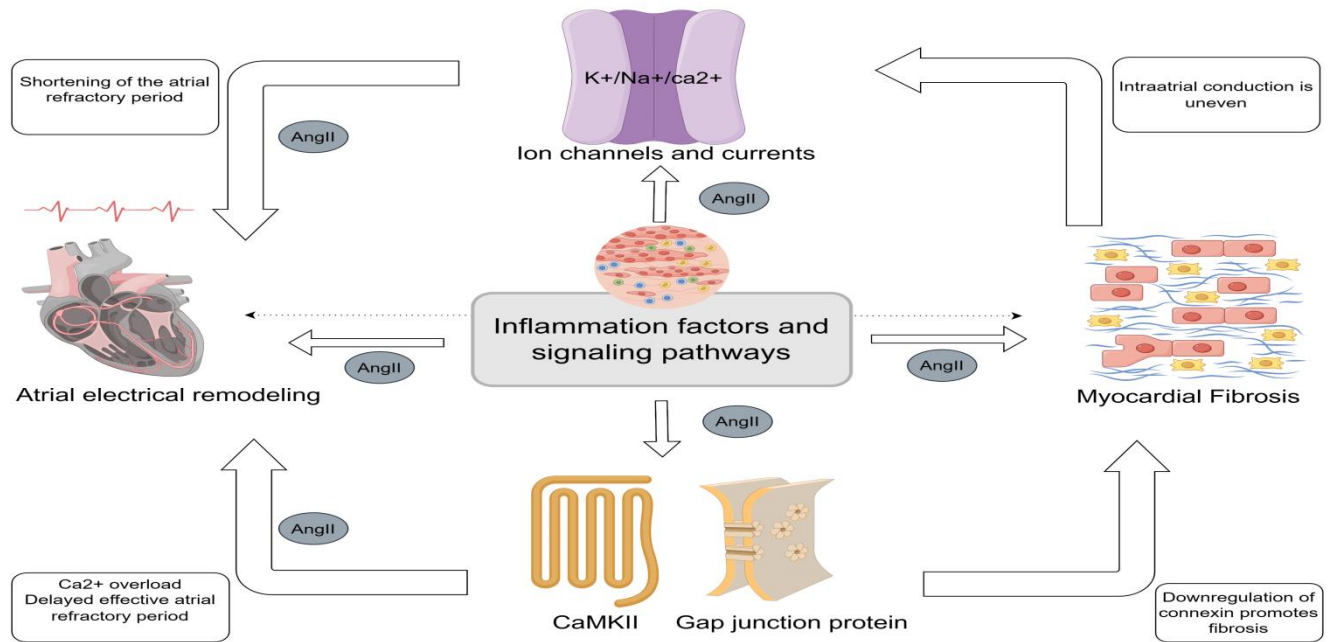 Shortening of the atrial
refractory period
AngII
K+/Na+/ca2+
Ion channels and currents
Intraatrial conduction is
uneven
AngII
Inflammation factors and
signaling pathways
AngII
AngII
Atrial electrical remodeling
Myocardial Fibrosis
AngII
AngII
Ca2+ overload
Delayed effective atrial
refractory period
CaMKII
Gap junction protein
Downregulation of
connexin promotes
fibrosis